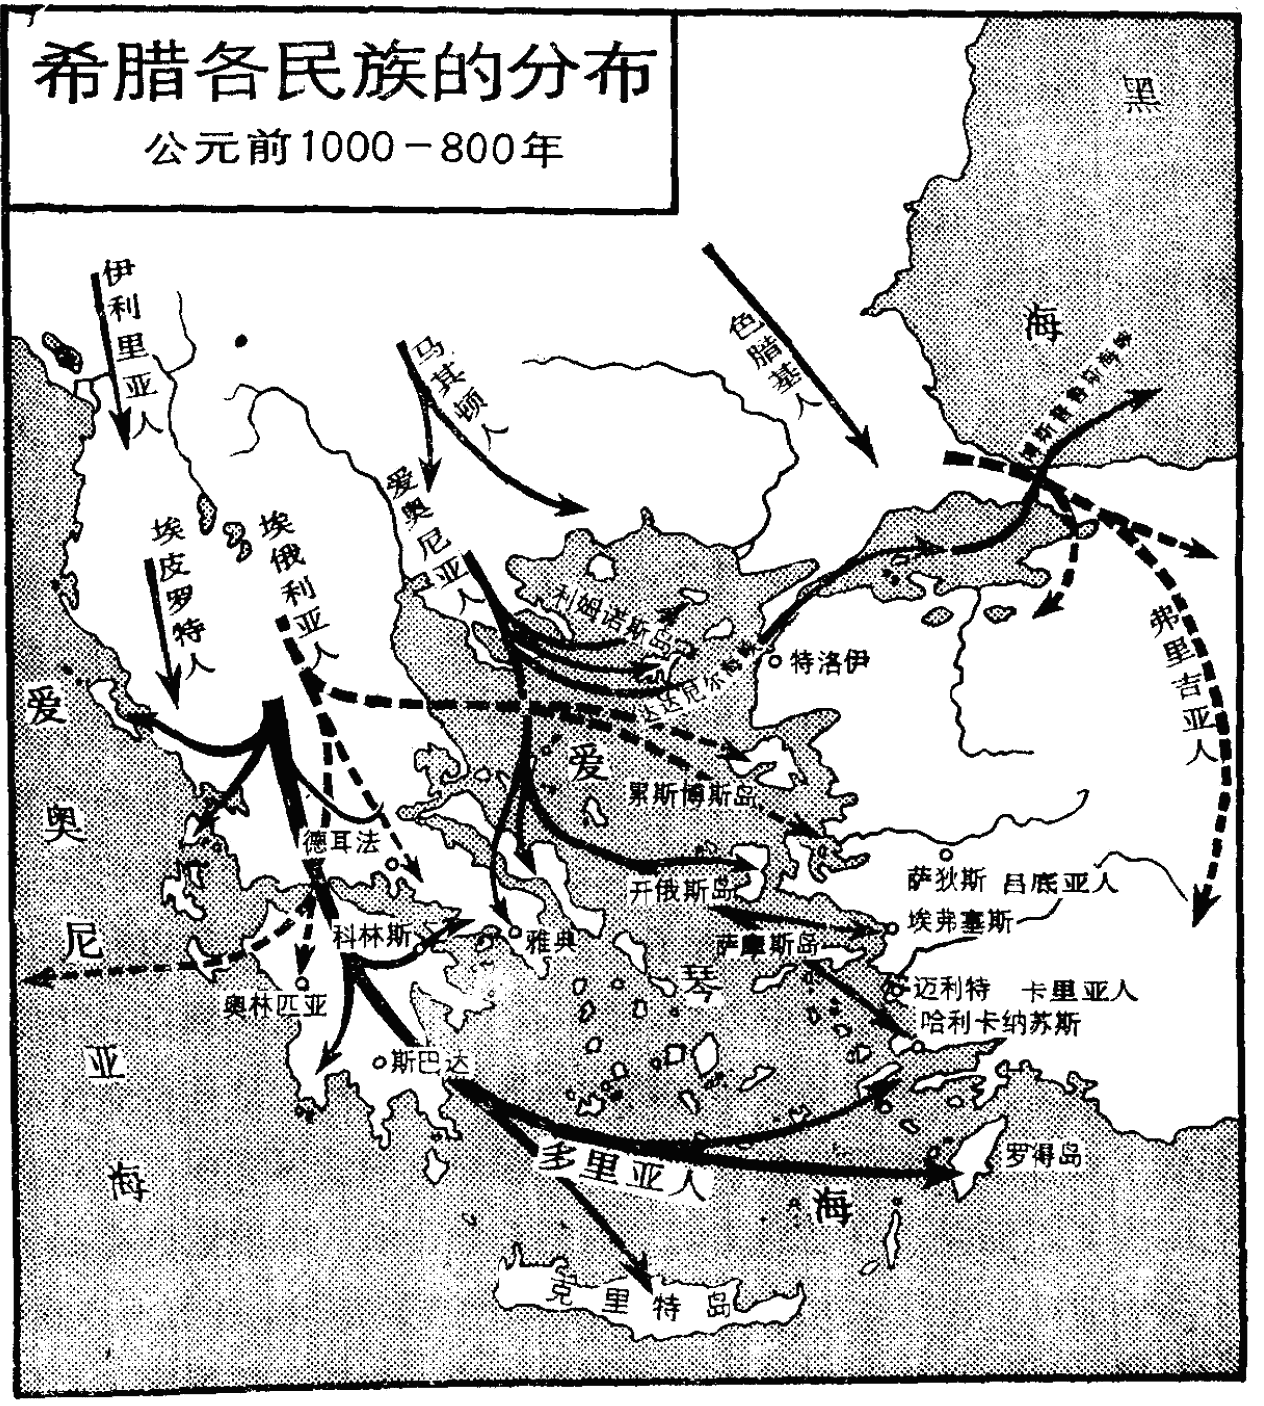 希腊各民族的分布
公元前1000-800年
黑
海
伊利里亚人
马其顿人
色腊基人
博斯普鲁斯海峡
爱奥尼亚人
埃皮罗特人
埃俄利亚人
利姆诺斯岛
达达尼尔海峡
特洛伊
弗里吉亚人
爱
奥
尼
亚
海
爱
琴
海
累斯博斯岛
德耳法
开俄斯岛
萨狄斯
吕底亚人
埃弗塞斯
科林斯
雅典
萨摩斯岛
奥林匹亚
迈利特
卡里亚人
哈利卡纳苏斯
斯巴达
多里亚人
罗得岛
克里特岛